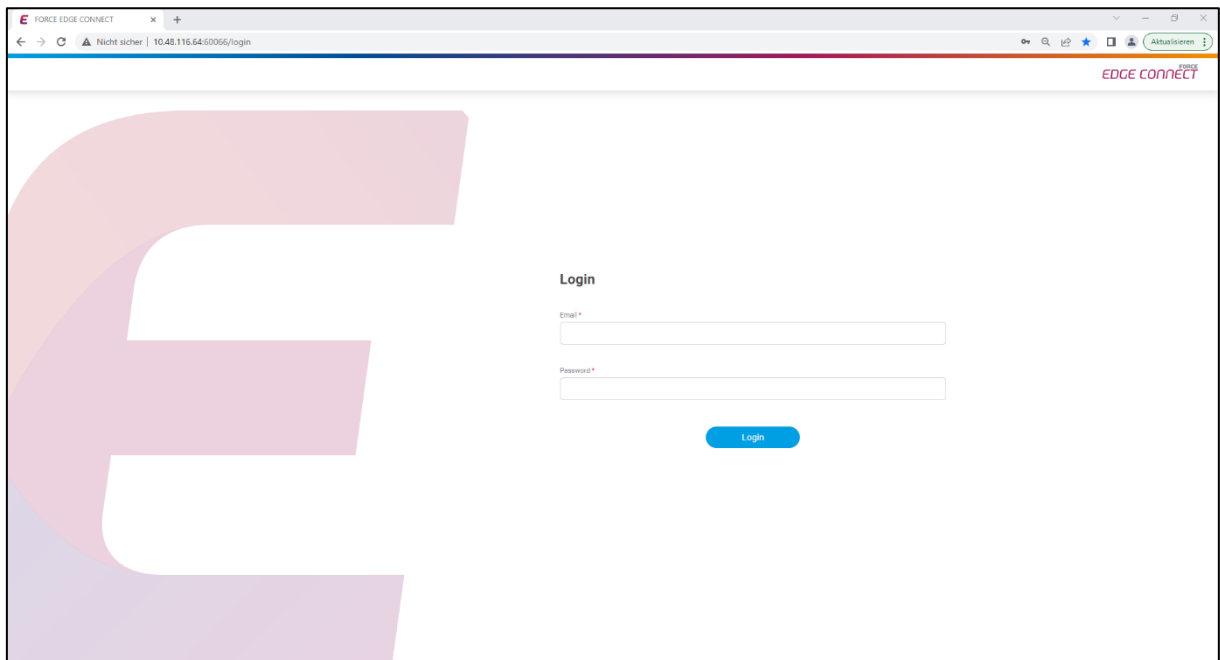 FORCE EDGE CONNECT
Nicht sicher | 10.48.116.64:60066/login
Aktualisieren
FORCE
EDGE CONNECT
Login
Email *
Password *
Login